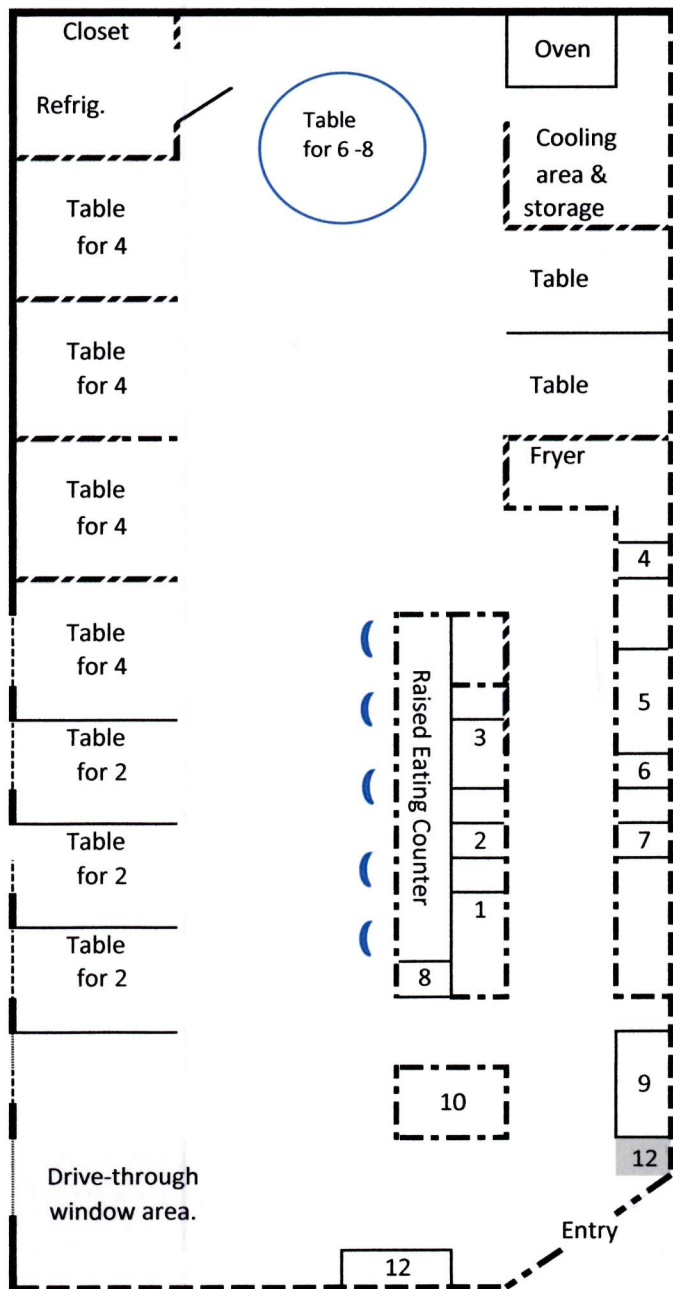 Closet
Oven
Refrig.
Table
for 6 -8
Cooling
area &
storage
Table
for 4
Table
Table
for 4
Table
Fryer
Table
for 4
4
Table
for 4
Raised Eating Counter
5
3
Table
for 2
6
Table
for 2
2
7
1
Table
for 2
8
9
10
12
Drive-through
window area.
Entry
12